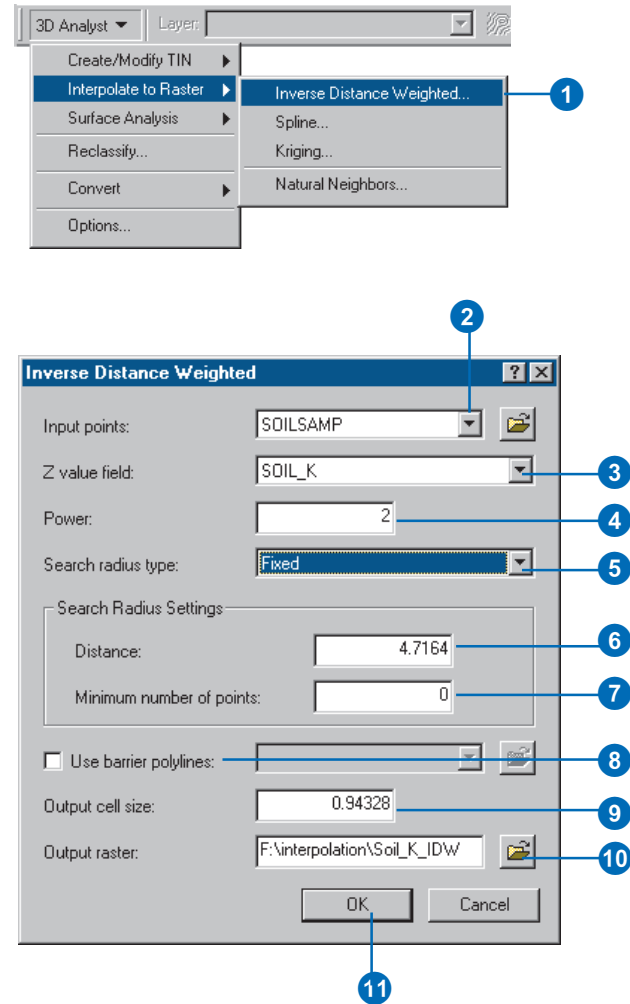 3D Analyst Layer:
Create/Modify TIN
Interpolate to Raster
Inverse Distance Weighted...
1
Surface Analysis
Spline...
Reclassify...
Kriging...
Convert
Natural Neighbors...
Options...
2
Inverse Distance Weighted ? ×
Input points: SOILSAMP
Z value field: SOIL_K 3
Power: 2 4
Search radius type: Fixed 5
Search Radius Settings
Distance: 4.7164 6
Minimum number of points: 0 7
Use barrier polylines: 8
Output cell size: 0.94328 9
Output raster: F:\interpolation\Soil_K_IDW 10
OK Cancel
11